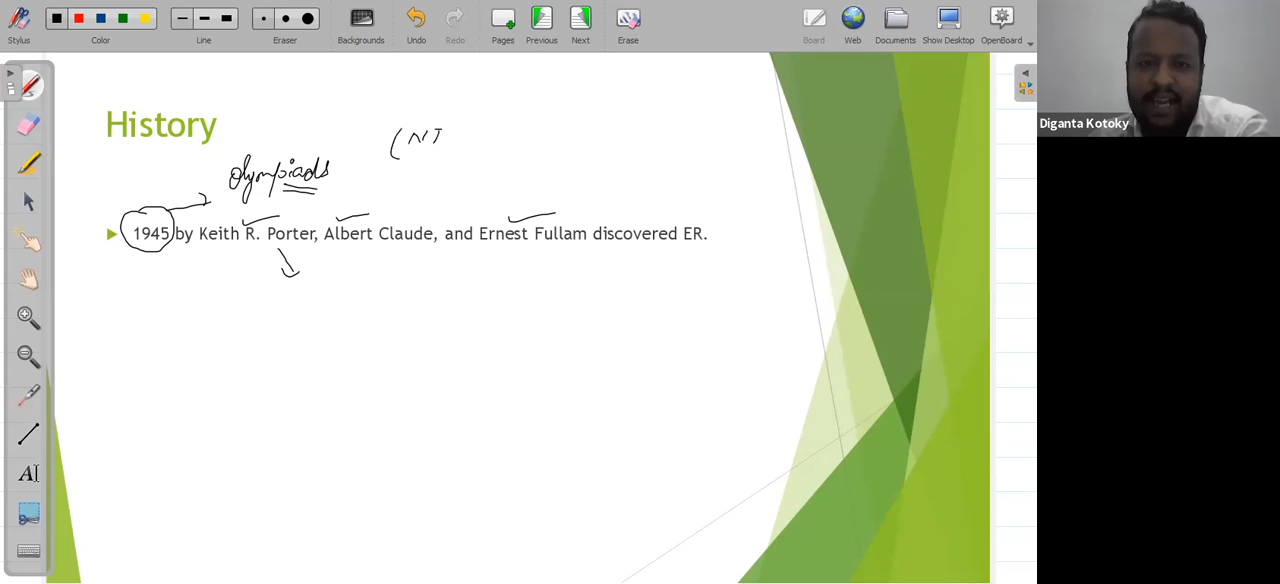 Stylus
Color
Line
Eraser
Backgrounds
Undo
Redo
Pages
Previous
Next
Erase
Board
Web
Documents
Show Desktop
OpenBoard
Diganta Kotoky
History
Olympiads
1945 by Keith R. Porter, Albert Claude, and Ernest Fullam discovered ER.
A